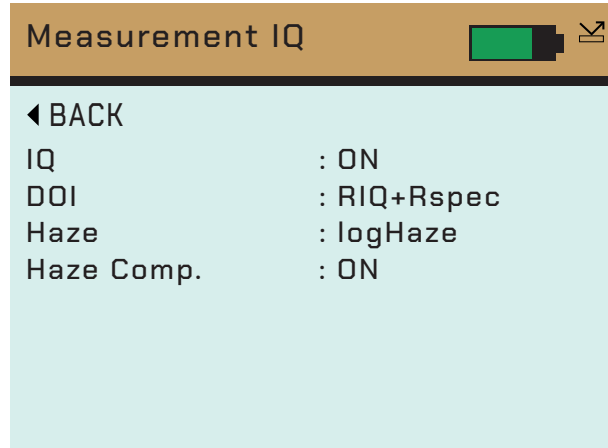 Measurement IQ
BACK
IQ : ON
DOI : RIQ+Rspec
Haze : logHaze
Haze Comp. : ON